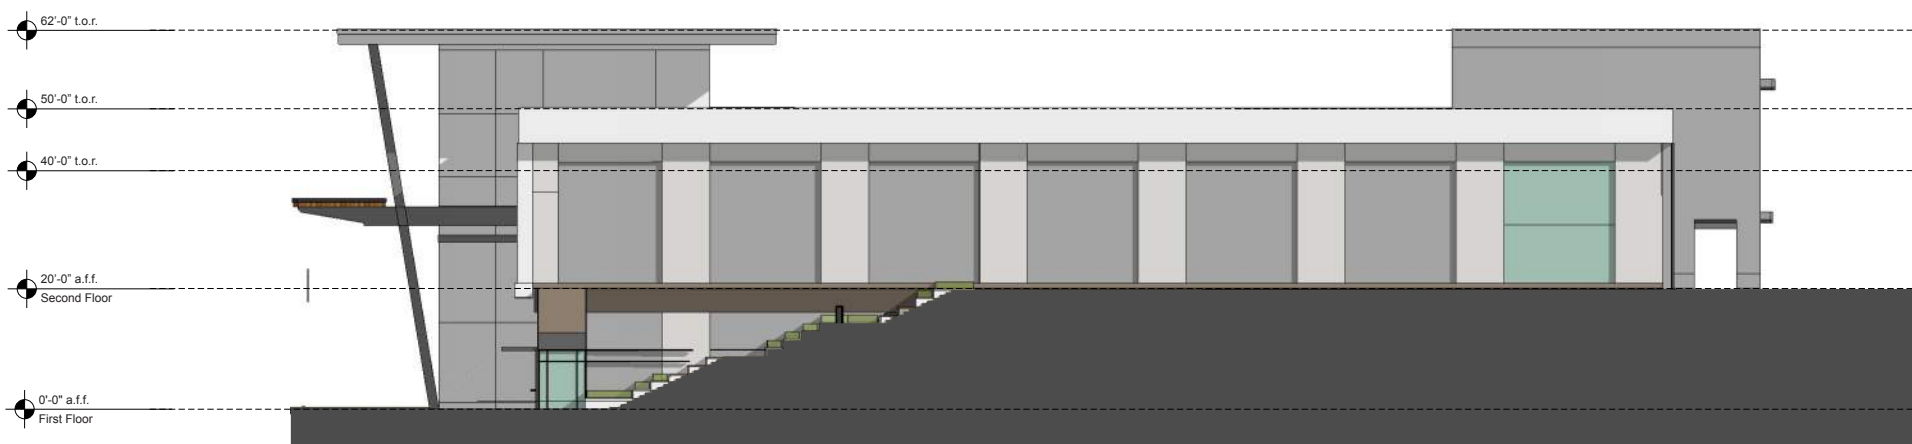 62'-0" t.o.r.
50'-0" t.o.r.
40'-0" t.o.r.
20'-0" a.f.f.
Second Floor
0'-0" a.f.f.
First Floor